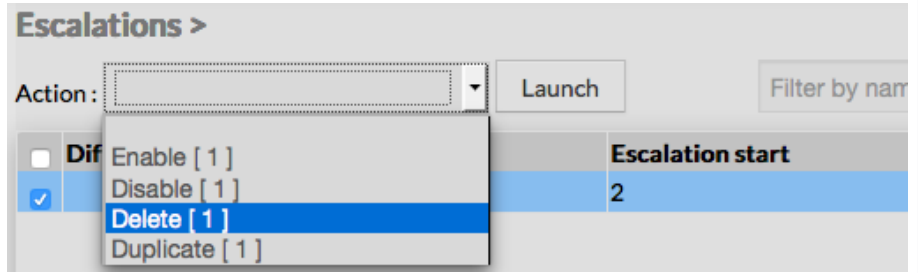 Escalations >
Action :
Launch
Filter by nam
Dif
Escalation start
Enable [ 1 ]
Disable [ 1 ]
2
Delete [ 1 ]
Duplicate [ 1 ]